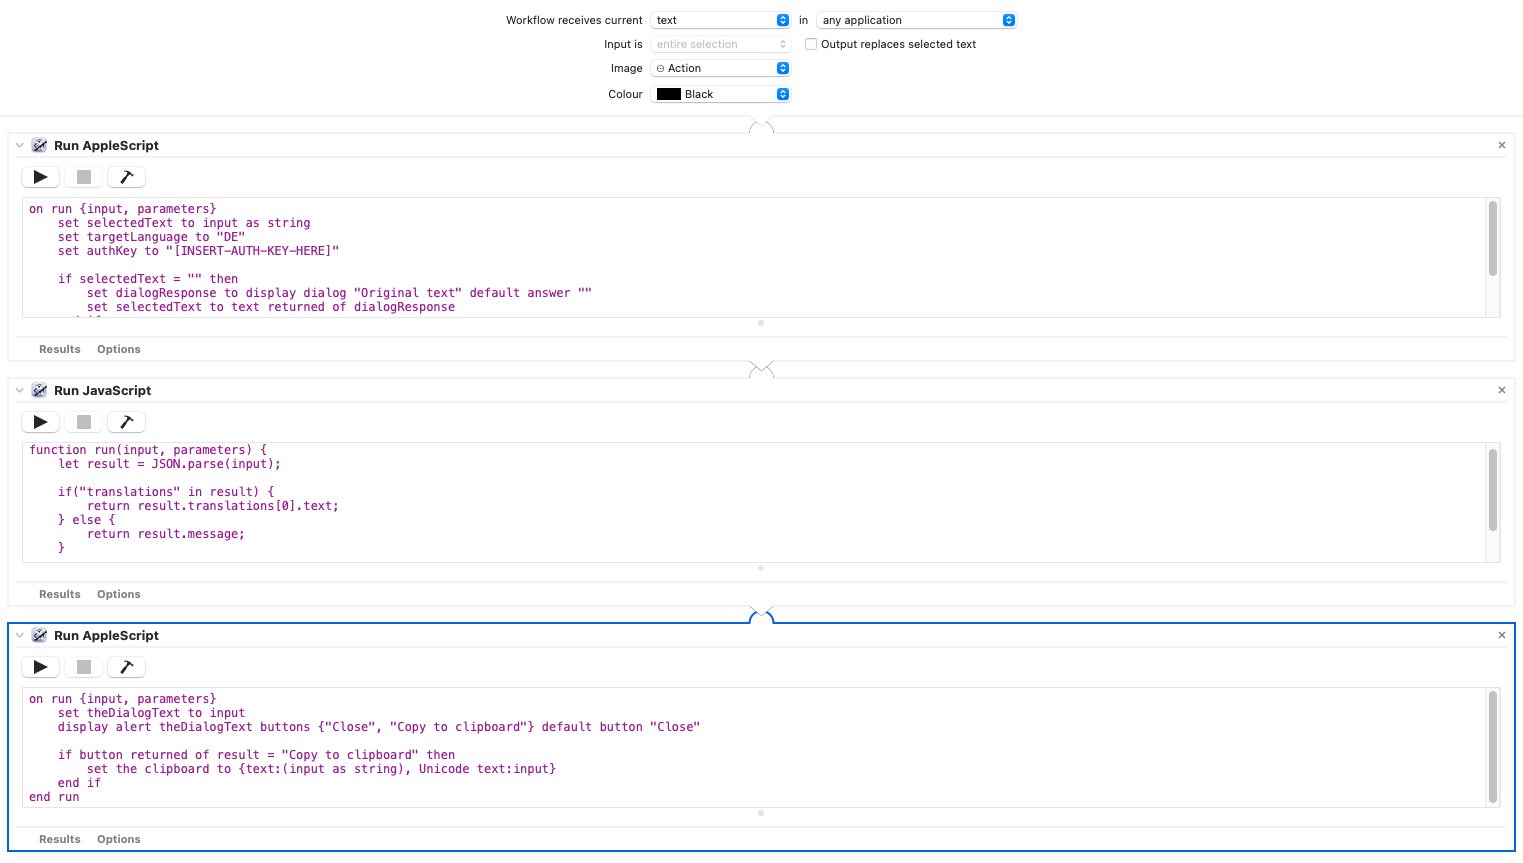 Workflow receives current text in any application
Input is entire selection Output replaces selected text
Image Action
Colour Black
Run AppleScript
on run {input, parameters}
    set selectedText to input as string
    set targetLanguage to "DE"
    set authKey to "[INSERT-AUTH-KEY-HERE]"
    if selectedText = "" then
        set dialogResponse to display dialog "Original text" default answer ""
        set selectedText to text returned of dialogResponse
Results Options
Run JavaScript
function run(input, parameters) {
    let result = JSON.parse(input);
    if("translations" in result) {
        return result.translations[0].text;
    } else {
        return result.message;
    }
Results Options
Run AppleScript
on run {input, parameters}
    set theDialogText to input
    display alert theDialogText buttons {"Close", "Copy to clipboard"} default button "Close"
    if button returned of result = "Copy to clipboard" then
        set the clipboard to {text:(input as string), Unicode text:input}
    end if
end run
Results Options